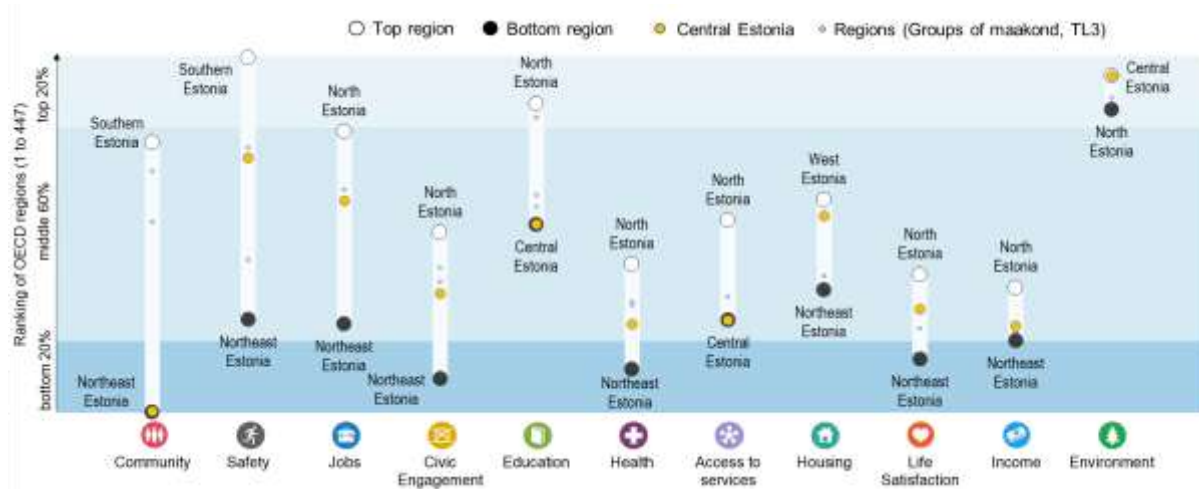 Top region
Bottom region
Central Estonia
Regions (Groups of maakond, TL3)
Ranking of OECD regions (1 to 447)
top 20%
middle 60%
bottom 20%
Southern
Estonia
Northeast
Estonia
Southern
Estonia
Northeast
Estonia
North
Estonia
Northeast
Estonia
North
Estonia
Northeast
Estonia
North
Estonia
Central
Estonia
North
Estonia
Northeast
Estonia
North
Estonia
Central
Estonia
West
Estonia
Northeast
Estonia
North
Estonia
Northeast
Estonia
North
Estonia
Northeast
Estonia
Central
Estonia
North
Estonia
Community
Safety
Jobs
Civic
Engagement
Education
Health
Access to
services
Housing
Life
Satisfaction
Income
Environment